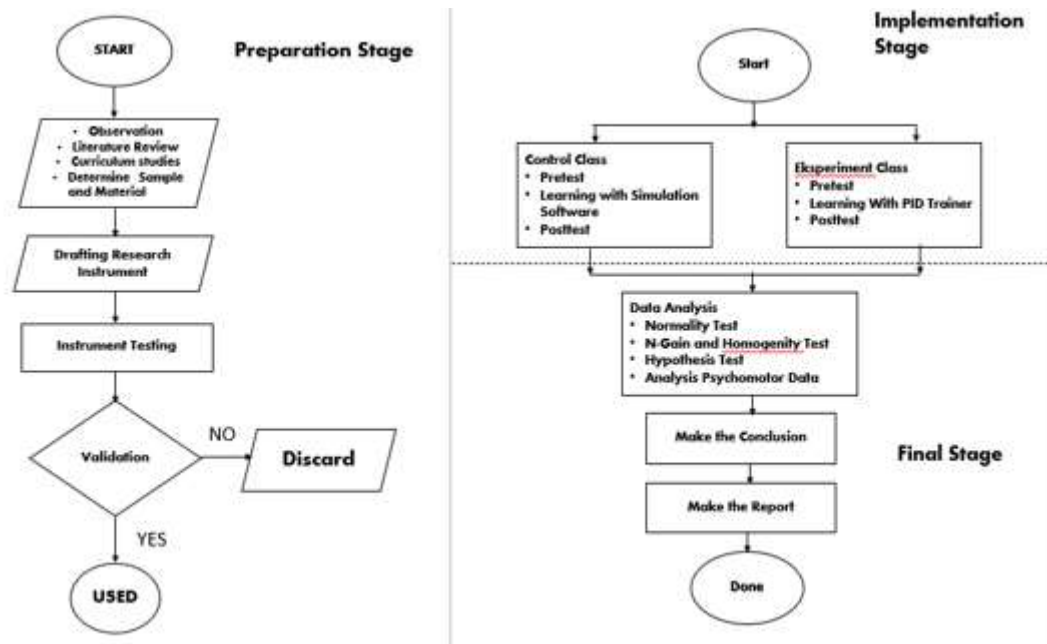 START
Preparation Stage
• Observation
• Literature Review
• Curriculum studies
• Determine Sample
and Material
Drafting Research
Instrument
Instrument Testing
Validation
NO
Discard
YES
USED
Implementation
Stage
Start
Control Class
• Pretest
• Learning with Simulation
Software
• Posttest
Eksperiment Class
• Pretest
• Learning With PID Trainer
• Posttest
Data Analysis
• Normality Test
• N-Gain and Homogenity Test
• Hypothesis Test
• Analysis Psychomotor Data
Make the Conclusion
Final Stage
Make the Report
Done